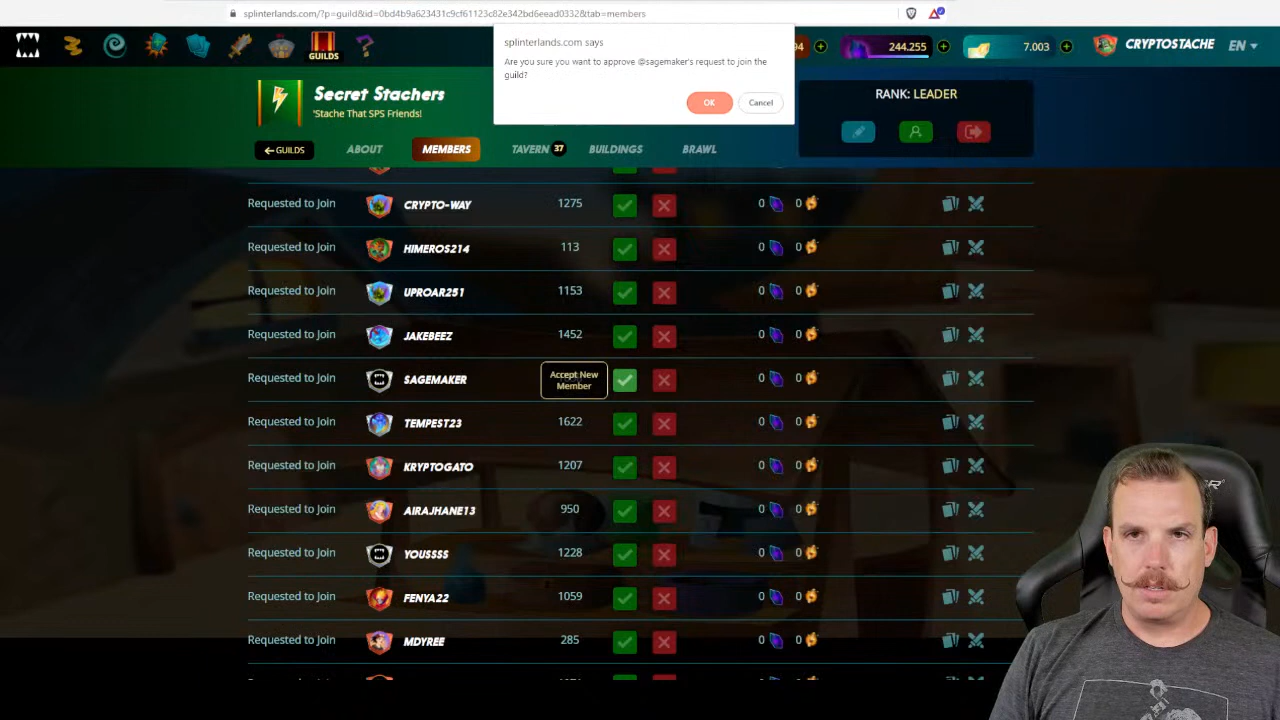 splinterlands.com/?p=guild&id=0bd4b9a623431c9cf61123c82e342bd6eead0332&tab=members
splinterlands.com says
Are you sure you want to approve @sagemaker's request to join the
guild?
OK Cancel
GUILDS
94
244.255
7.003
CRYPTOSTACHE
EN
Secret Stachers
'Stache That SPS Friends!
RANK: LEADER
GUILDS
ABOUT
MEMBERS
TAVERN 37
BUILDINGS
BRAWL
Requested to Join CRYPTO-WAY 1275 0 0
Requested to Join HIMEROS214 113 0 0
Requested to Join UPROAR251 1153 0 0
Requested to Join JAKEBEEZ 1452 0 0
Requested to Join SAGEMAKER 0 0
Accept New
Member
Requested to Join TEMPEST23 1622 0 0
Requested to Join KRYPTOGATO 1207 0 0
Requested to Join AIRAJHANE13 950 0 0
Requested to Join YOUSSSS 1228 0 0
Requested to Join FENYA22 1059 0 0
Requested to Join MDYREE 285 0 0